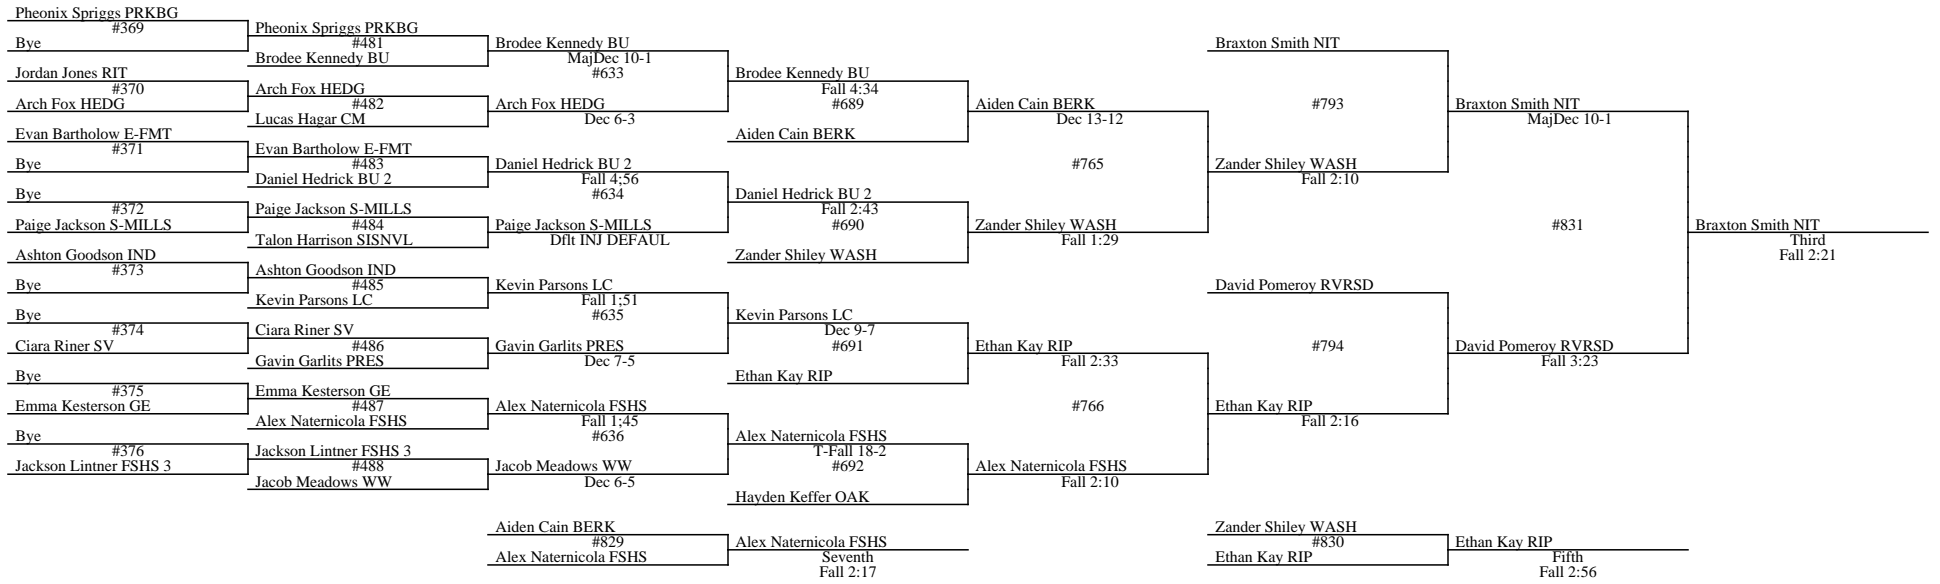 Pheonix Spriggs PRKBG
#369
Bye
Jordan Jones RIT
#370
Arch Fox HEDG
Evan Bartholow E-FMT
#371
Bye
Bye
#372
Paige Jackson S-MILLS
Ashton Goodson IND
#373
Bye
Bye
#374
Ciara Riner SV
Bye
#375
Emma Kesterson GE
Bye
#376
Jackson Lintner FSHS 3
Pheonix Spriggs PRKBG
#481
Brodee Kennedy BU
Arch Fox HEDG
#482
Lucas Hagar CM
Evan Bartholow E-FMT
#483
Daniel Hedrick BU 2
Paige Jackson S-MILLS
#484
Talon Harrison SISNVL
Ashton Goodson IND
#485
Kevin Parsons LC
Ciara Riner SV
#486
Gavin Garlits PRES
Emma Kesterson GE
#487
Alex Naternicola FSHS
Jackson Lintner FSHS 3
#488
Jacob Meadows WW
Brodee Kennedy BU
MajDec 10-1
#633
Arch Fox HEDG
Dec 6-3
Daniel Hedrick BU 2
Fall 4;56
#634
Paige Jackson S-MILLS
Dflt INJ DEFAUL
Kevin Parsons LC
Fall 1;51
#635
Gavin Garlits PRES
Dec 7-5
Alex Naternicola FSHS
Fall 1;45
#636
Jacob Meadows WW
Dec 6-5
Brodee Kennedy BU
Fall 4:34
#689
Aiden Cain BERK
Daniel Hedrick BU 2
Fall 2:43
#690
Zander Shiley WASH
Kevin Parsons LC
Dec 9-7
#691
Ethan Kay RIP
Alex Naternicola FSHS
T-Fall 18-2
#692
Hayden Keffer OAK
Aiden Cain BERK
Dec 13-12
#765
Zander Shiley WASH
Fall 1:29
Ethan Kay RIP
Fall 2:33
#766
Alex Naternicola FSHS
Fall 2:10
Braxton Smith NIT
#793
Zander Shiley WASH
Fall 2:10
David Pomeroy RVRSD
#794
Ethan Kay RIP
Fall 2:16
Braxton Smith NIT
MajDec 10-1
#831
David Pomeroy RVRSD
Fall 3:23
Braxton Smith NIT
Third
Fall 2:21
Aiden Cain BERK
#829
Alex Naternicola FSHS
Alex Naternicola FSHS
Seventh
Fall 2:17
Zander Shiley WASH
#830
Ethan Kay RIP
Ethan Kay RIP
Fifth
Fall 2:56